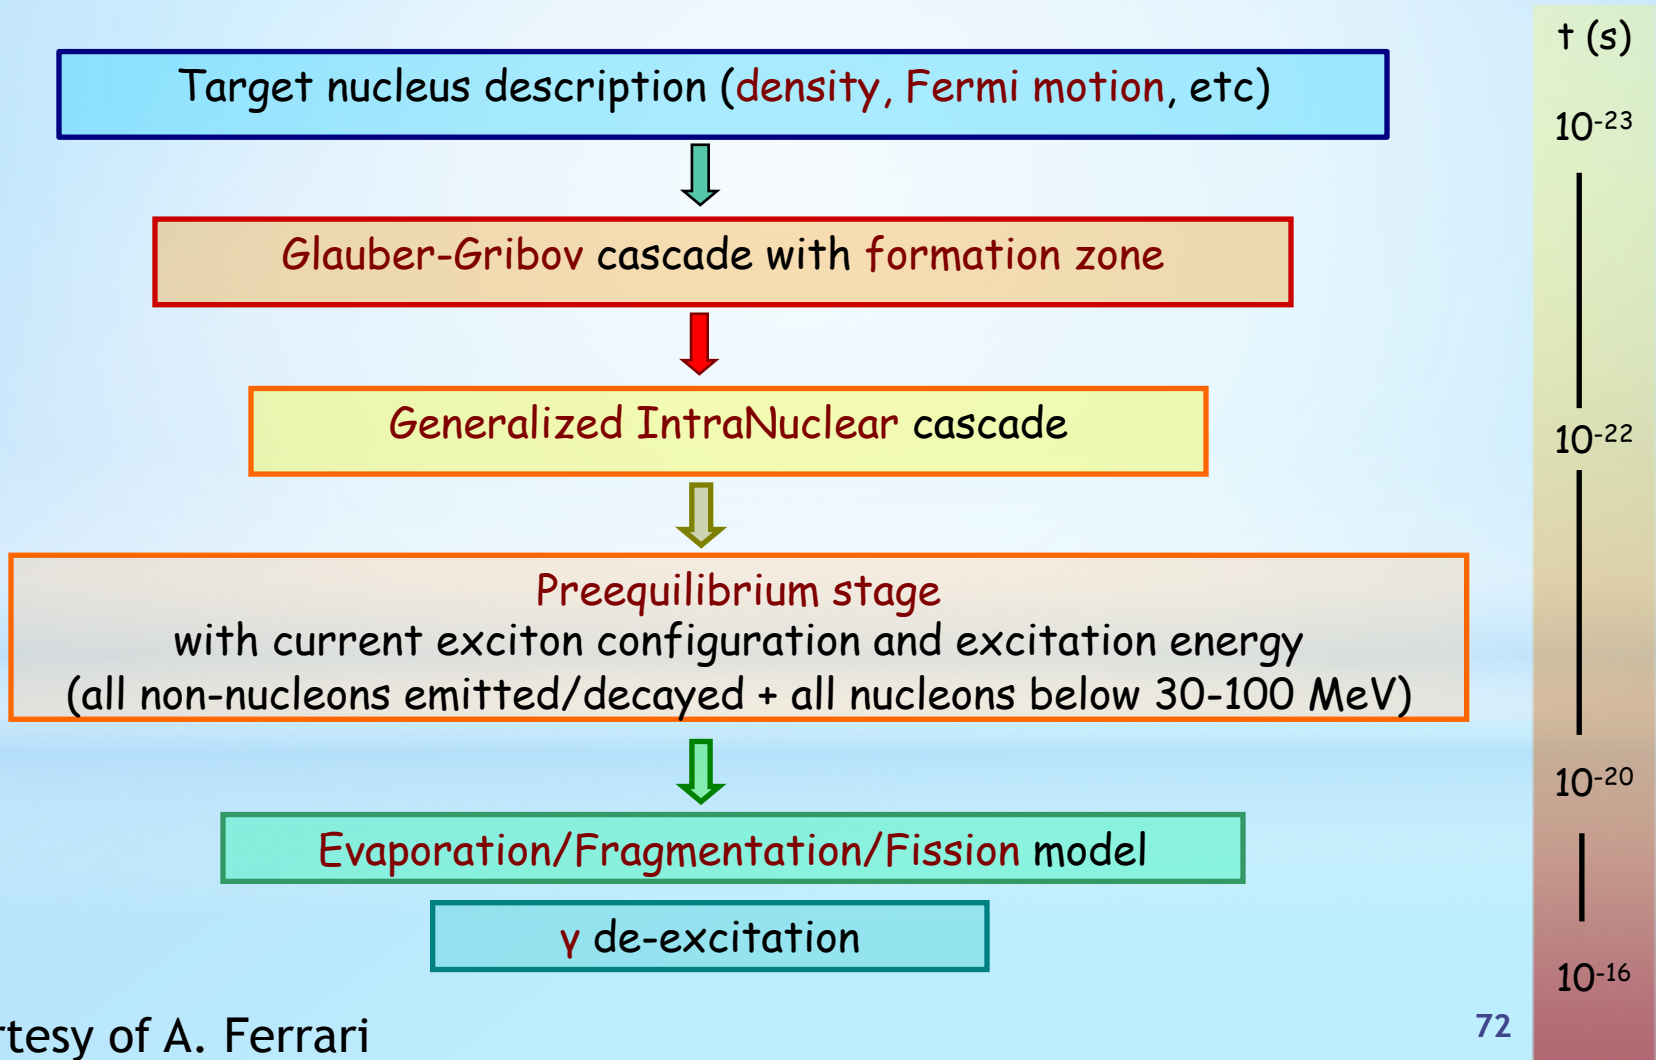 t (s)
Target nucleus description (density, Fermi motion, etc)
10⁻²³
Glauber-Gribov cascade with formation zone
Generalized IntraNuclear cascade
10⁻²²
Preequilibrium stage
with current exciton configuration and excitation energy
(all non-nucleons emitted/decayed + all nucleons below 30-100 MeV)
10⁻²⁰
Evaporation/Fragmentation/Fission model
γ de-excitation
10⁻¹⁶
of A. Ferrari
72